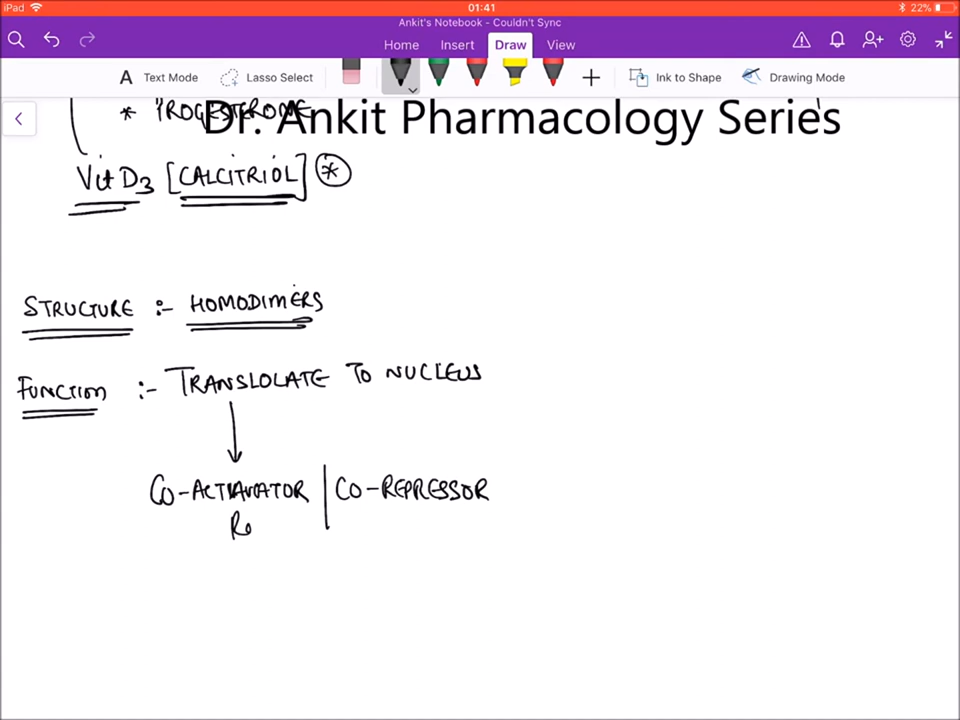 iPad 01:41 22%
Ankit's Notebook - Couldn't Sync
Home Insert Draw View
A Text Mode Lasso Select Ink to Shape Drawing Mode
* PROGESTERONE
Dr. Ankit Pharmacology Series
Vit D3 [CALCITRIOL] *
STRUCTURE :- HOMODIMERS
FUNCTION :- TRANSLOLATE TO NUCLEUS
CO-ACTIAVATOR | CO-REPRESSOR
Re